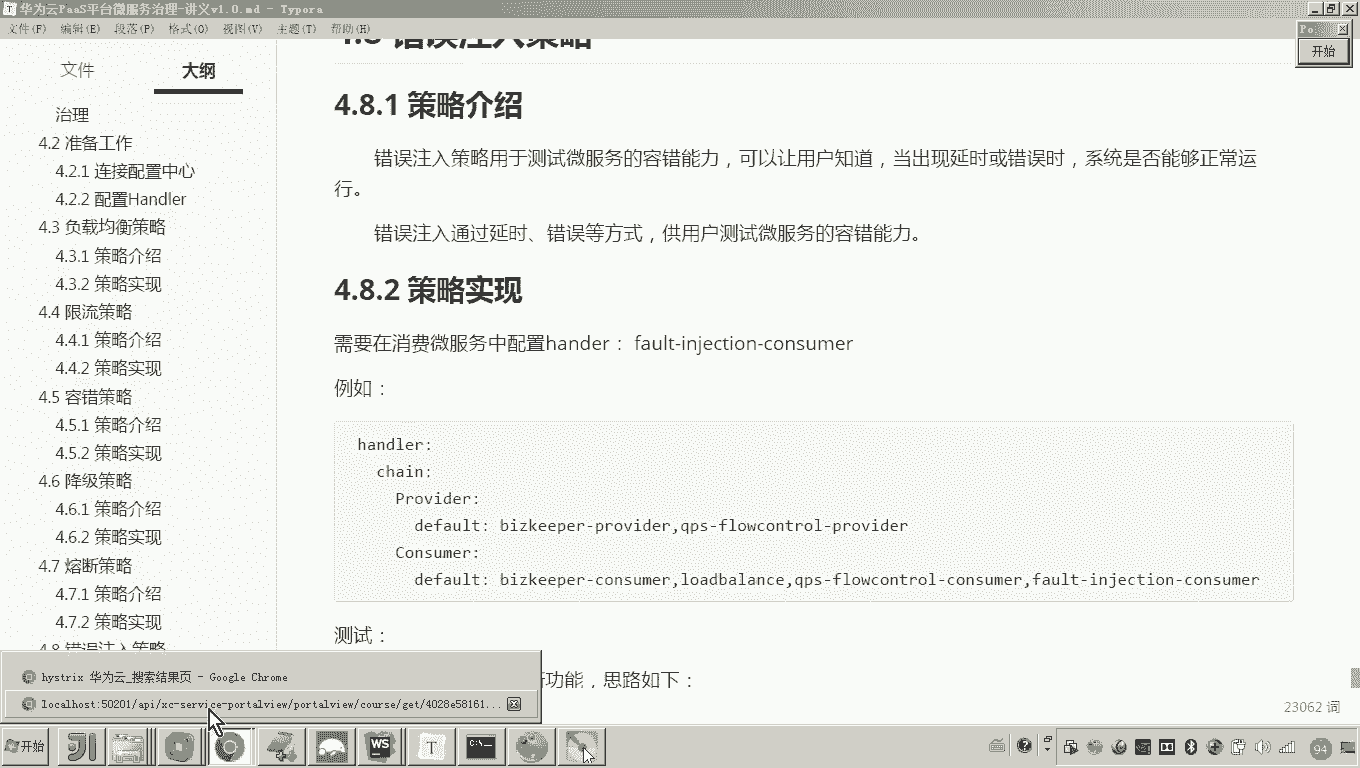 华为云PaaS平台微服务治理-讲义v1.0.md - Typora
文件(F) 编辑(E) 段落(P) 格式(O) 视图(V) 主题(T) 帮助(H)
开始
文件 大纲
治理
4.2 准备工作
4.2.1 连接配置中心
4.2.2 配置Handler
4.3 负载均衡策略
4.3.1 策略介绍
4.3.2 策略实现
4.4 限流策略
4.4.1 策略介绍
4.4.2 策略实现
4.5 容错策略
4.5.1 策略介绍
4.5.2 策略实现
4.6 降级策略
4.6.1 策略介绍
4.6.2 策略实现
4.7 熔断策略
4.7.1 策略介绍
4.7.2 策略实现
4.8 错误注入策略
4.8 错误注入策略
4.8.1 策略介绍
错误注入策略用于测试微服务的容错能力，可以让用户知道，当出现延时或错误时，系统是否能够正常运
行。
错误注入通过延时、错误等方式，供用户测试微服务的容错能力。
4.8.2 策略实现
需要在消费微服务中配置hander： fault-injection-consumer
例如：
handler:
chain:
Provider:
default: bizkeeper-provider,qps-flowcontrol-provider
Consumer:
default: bizkeeper-consumer,loadbalance,qps-flowcontrol-consumer,fault-injection-consumer
测试：
功能，思路如下：
23062 词
hystrix 华为云_搜索结果页 - Google Chrome
localhost:50201/api/xc-service-portalview/portalview/course/get/4028e58161...
开始
94